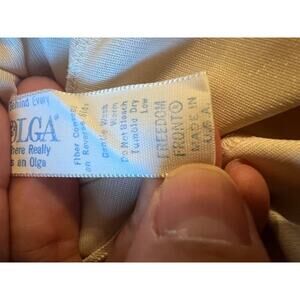 Behind Every
OLGA
There Really
is an Olga
Fiber Content
on Reverse Side
Gentle Wash
Warm
Do Not Bleach
Tumble Dry
Low
FREEDOM
FRONT®
MADE IN
U.S.A.